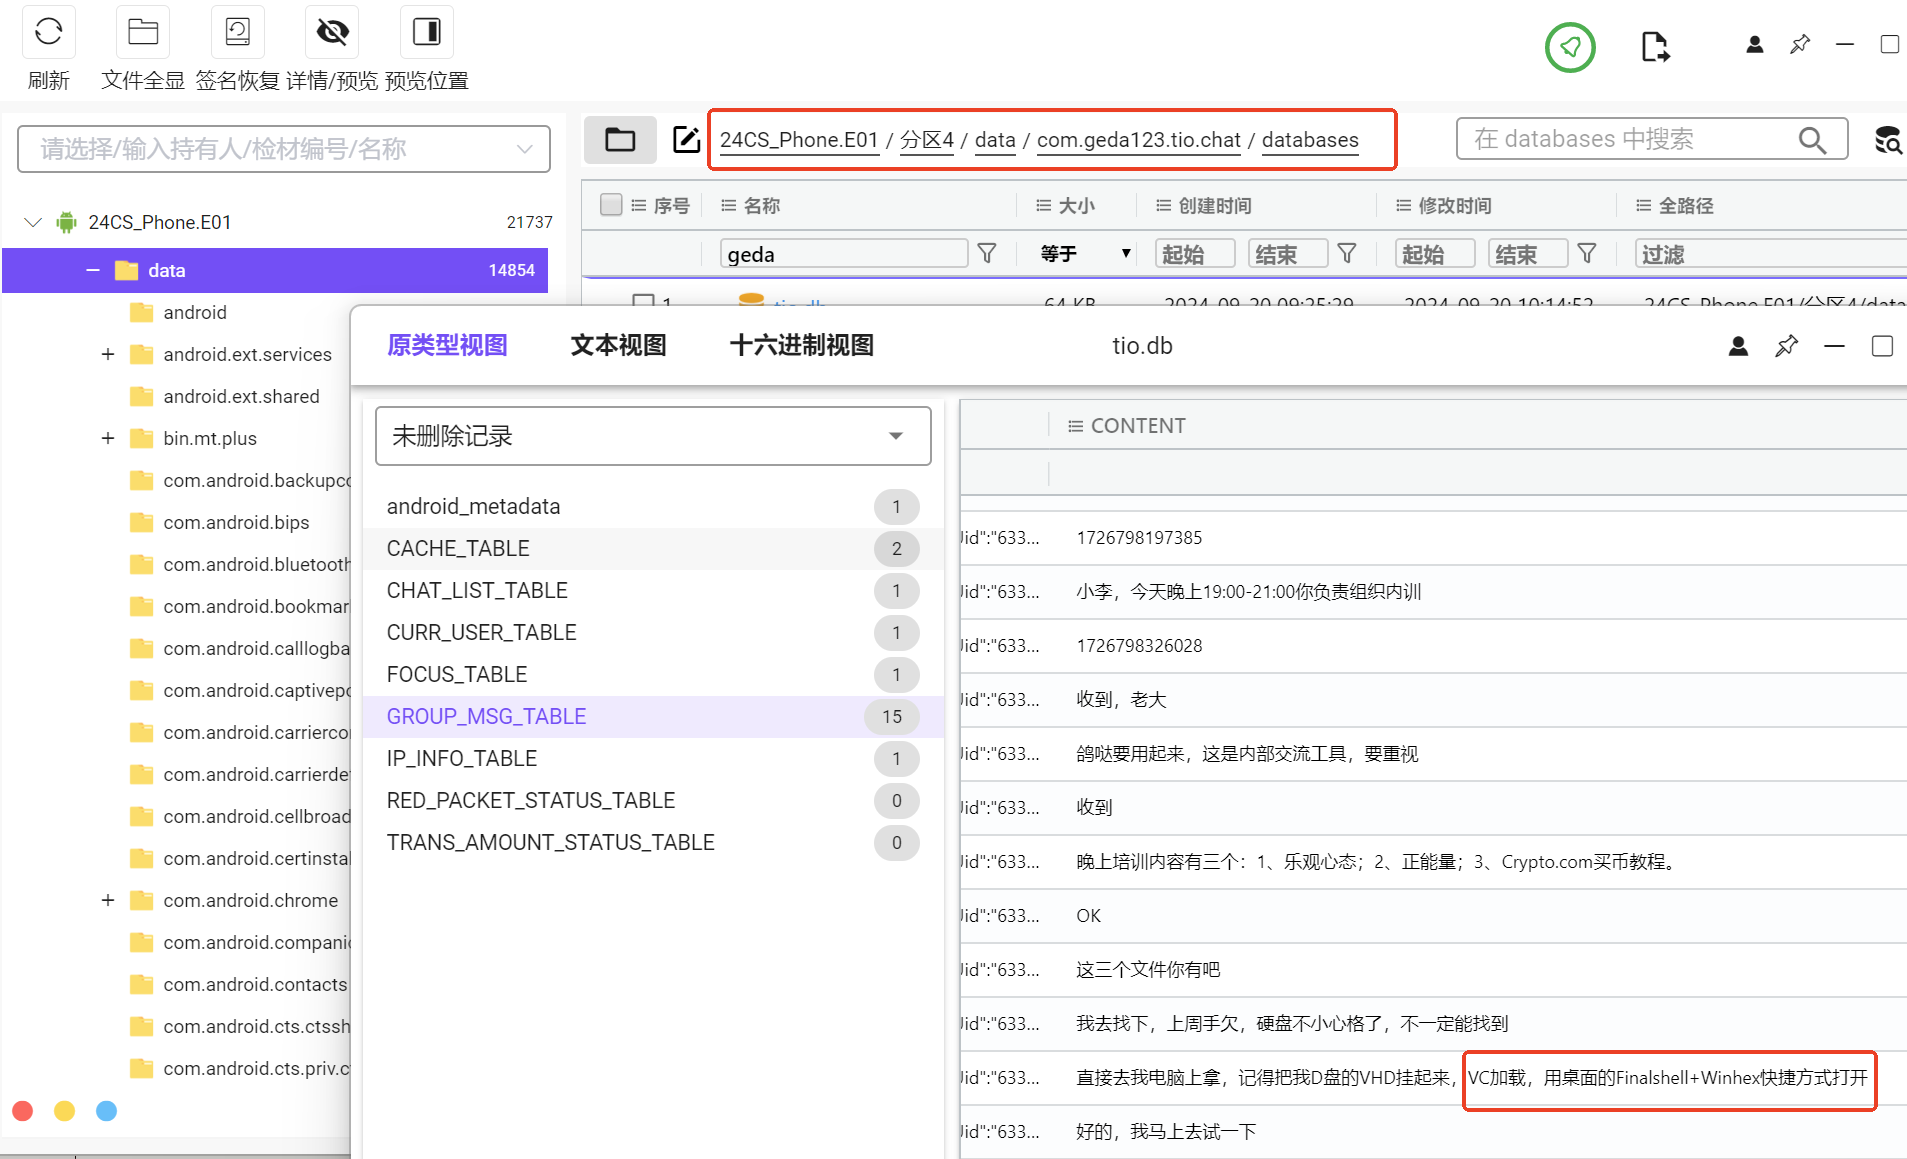 刷新
文件全显
签名恢复
详情/预览
预览位置
请选择/输入持有人/检材编号/名称
24CS_Phone.E01 / 分区4 / data / com.geda123.tio.chat / databases
在 databases 中搜索
序号
名称
大小
创建时间
修改时间
全路径
geda
等于
起始
结束
起始
结束
过滤
1
tio.db
64 KB
2024-09-20 09:25:29
2024-09-20 10:14:52
24CS_Phone.E01/分区4/data
24CS_Phone.E01 21737
data 14854
android
android.ext.services
android.ext.shared
bin.mt.plus
com.android.backupco
com.android.bips
com.android.bluetooth
com.android.bookmar
com.android.calllogba
com.android.captivepo
com.android.carriercor
com.android.carrierde
com.android.cellbroad
com.android.certinstal
com.android.chrome
com.android.companic
com.android.contacts
com.android.cts.ctssh
com.android.cts.priv.c
原类型视图
文本视图
十六进制视图
tio.db
未删除记录
android_metadata 1
CACHE_TABLE 2
CHAT_LIST_TABLE 1
CURR_USER_TABLE 1
FOCUS_TABLE 1
GROUP_MSG_TABLE 15
IP_INFO_TABLE 1
RED_PACKET_STATUS_TABLE 0
TRANS_AMOUNT_STATUS_TABLE 0
CONTENT
Jid":"633... 1726798197385
Jid":"633... 小李，今天晚上19:00-21:00你负责组织内训
Jid":"633... 1726798326028
Jid":"633... 收到，老大
Jid":"633... 鸽哒要用起来，这是内部交流工具，要重视
Jid":"633... 收到
Jid":"633... 晚上培训内容有三个：1、乐观心态；2、正能量；3、Crypto.com买币教程。
Jid":"633... OK
Jid":"633... 这三个文件你有吧
Jid":"633... 我去找下，上周手欠，硬盘不小心格了，不一定能找到
Jid":"633... 直接去我电脑上拿，记得把我D盘的VHD挂起来，VC加载，用桌面的Finalshell+Winhex快捷方式打开
Jid":"633... 好的，我马上去试一下